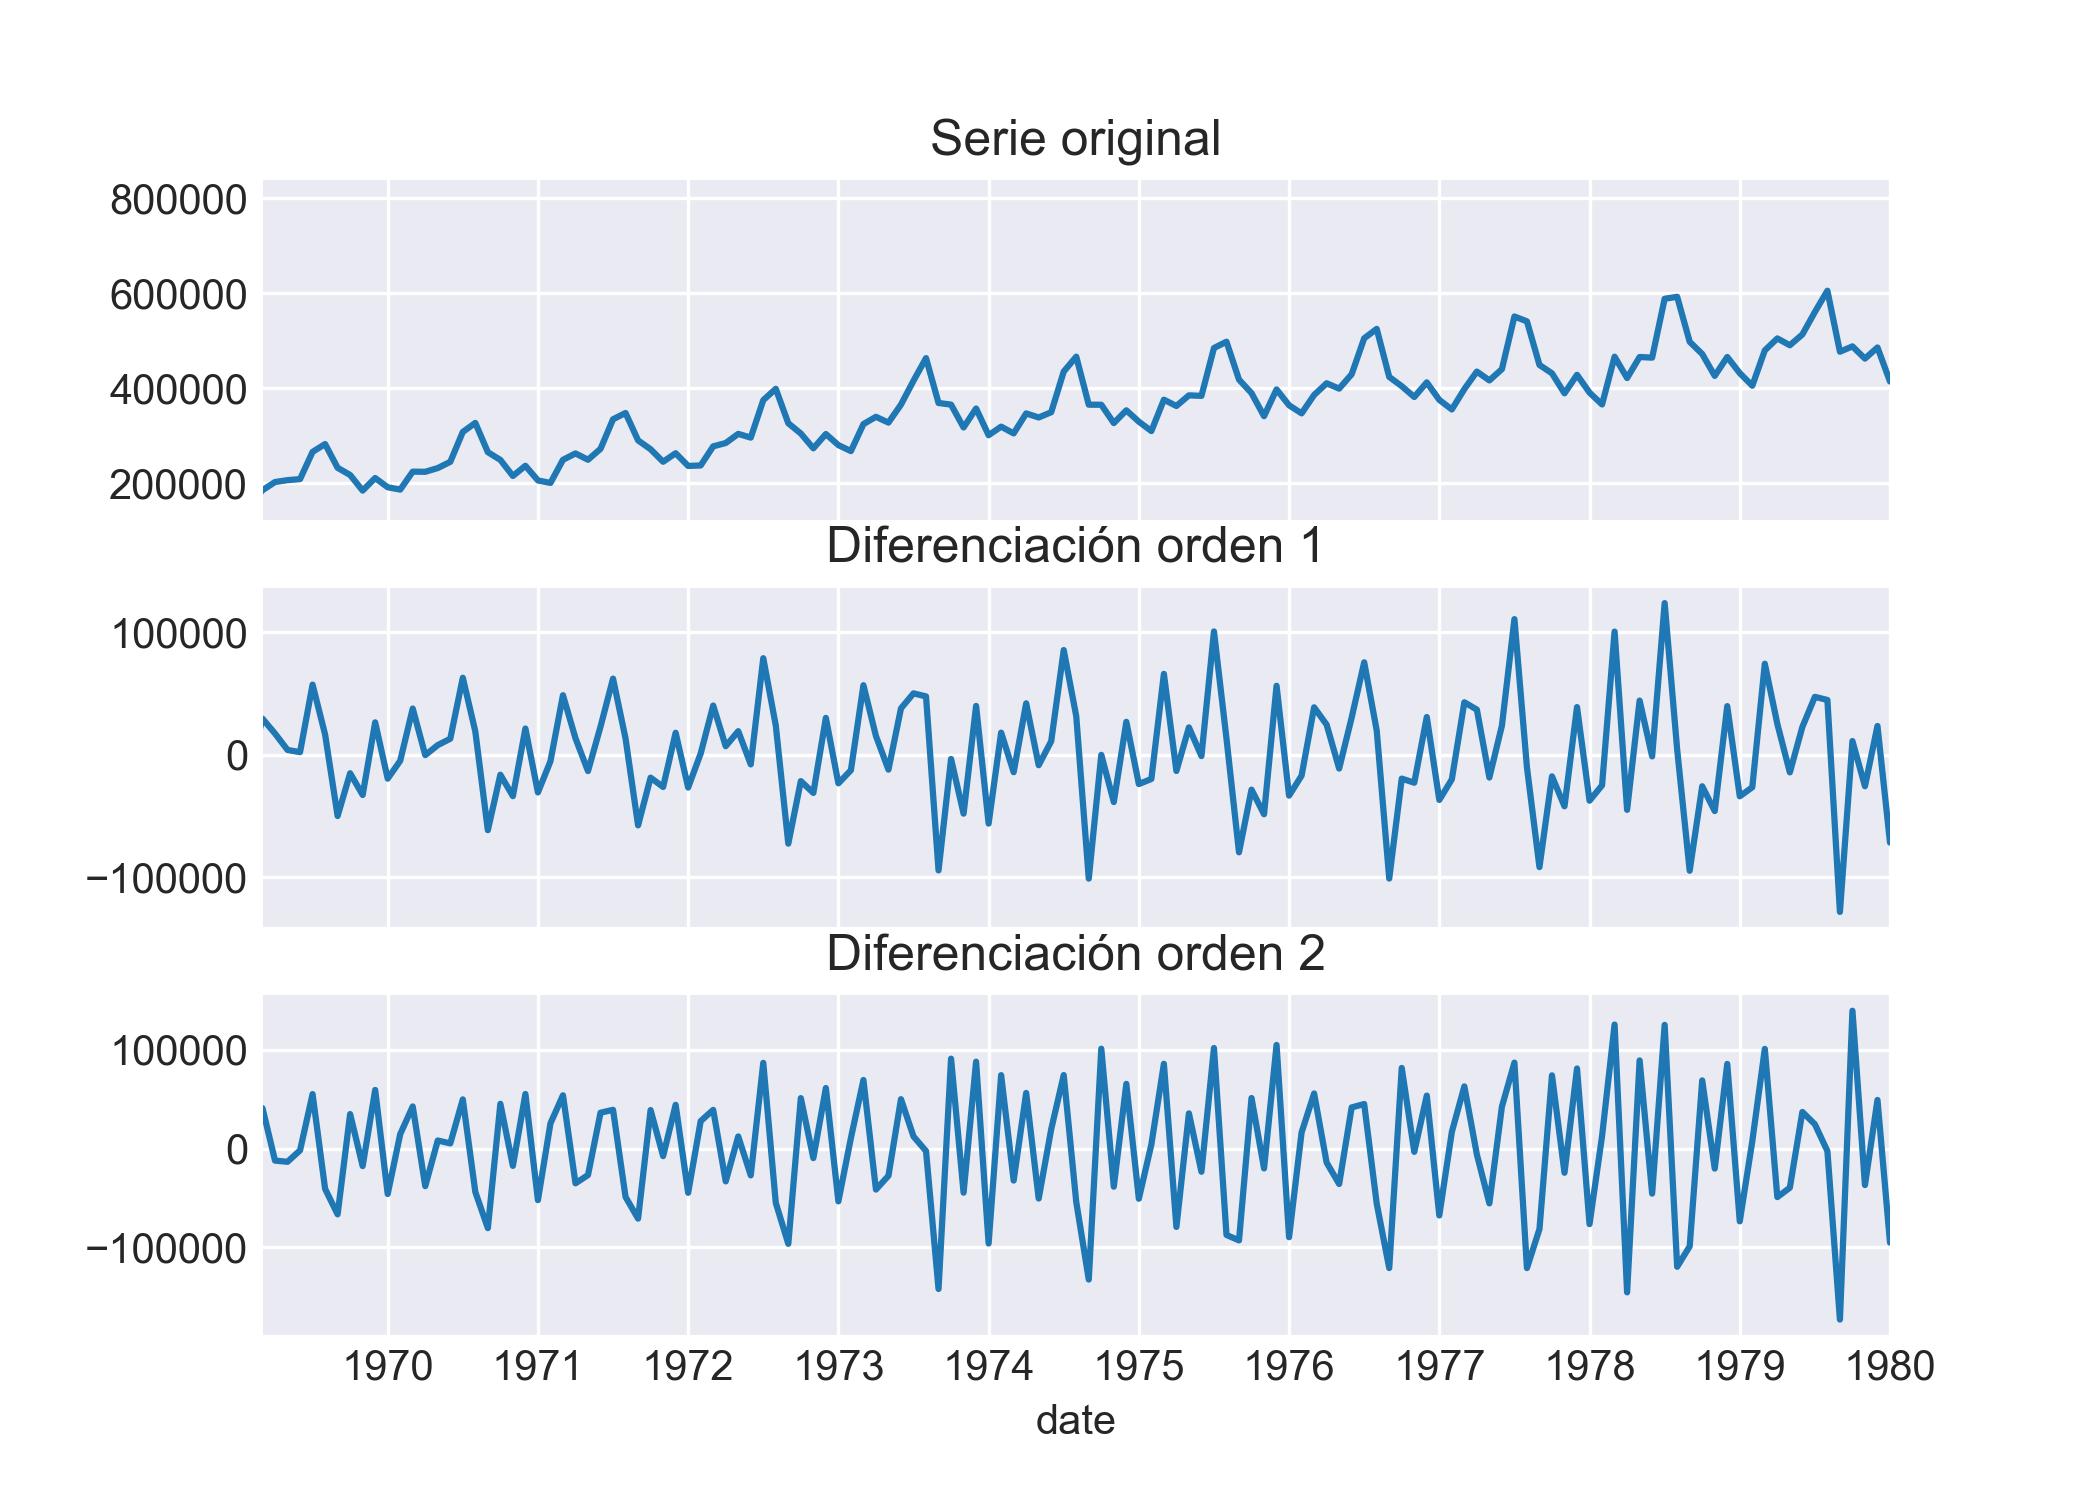 Serie original
800000
600000
400000
200000
Diferenciación orden 1
100000
0
−100000
Diferenciación orden 2
100000
0
−100000
1970 1971 1972 1973 1974 1975 1976 1977 1978 1979 1980
date